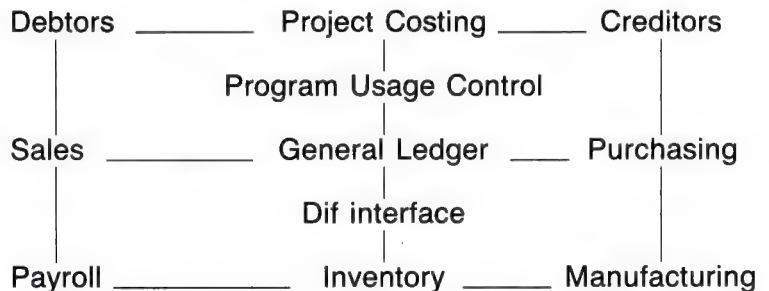 Debtors Project Costing Creditors
Program Usage Control
Sales General Ledger Purchasing
Dif interface
Payroll Inventory Manufacturing